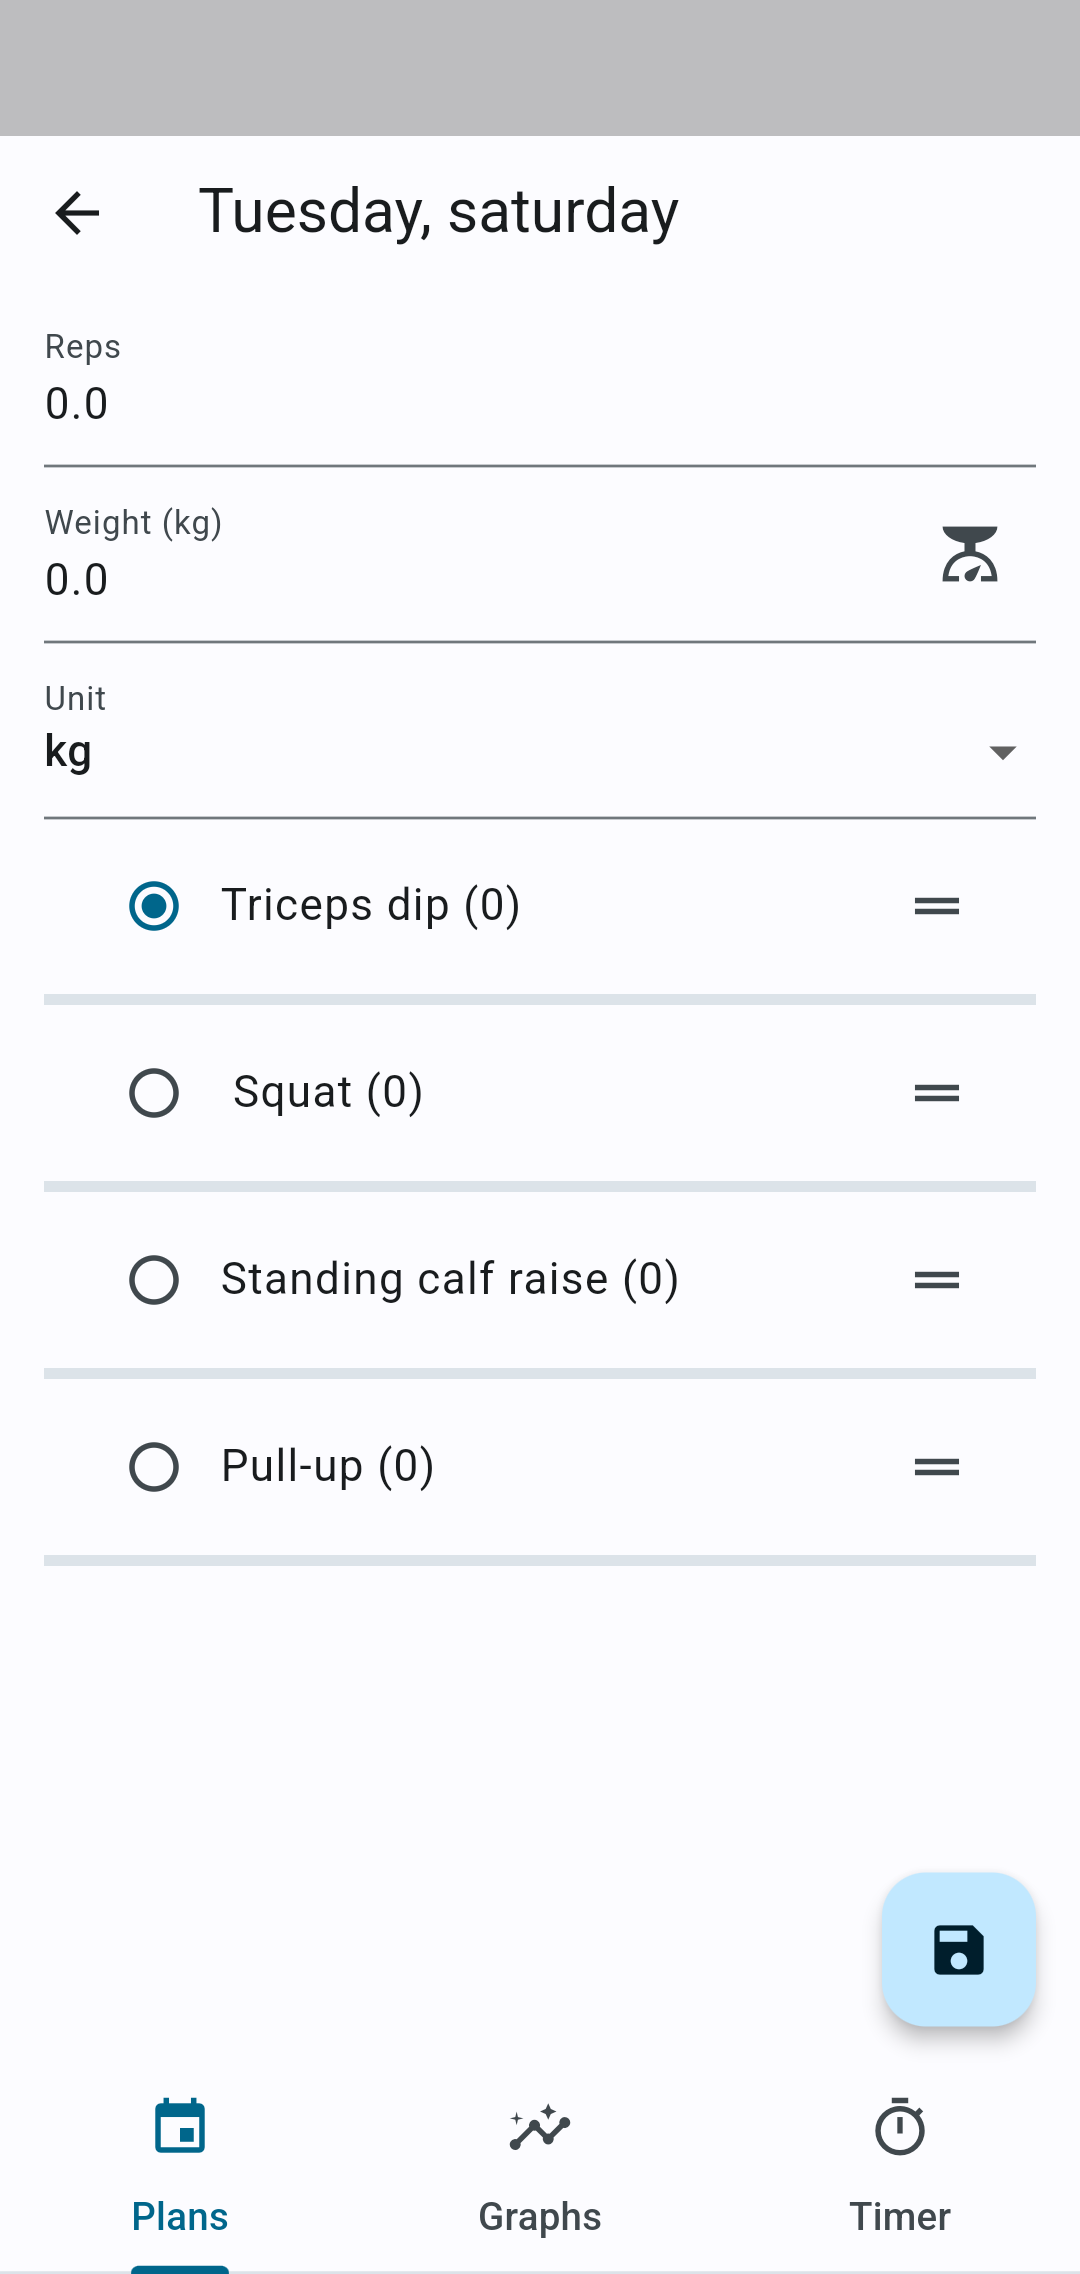 Tuesday, saturday
Reps
0.0
Weight (kg)
0.0
Unit
kg
Triceps dip (0)
Squat (0)
Standing calf raise (0)
Pull-up (0)
Plans
Graphs
Timer